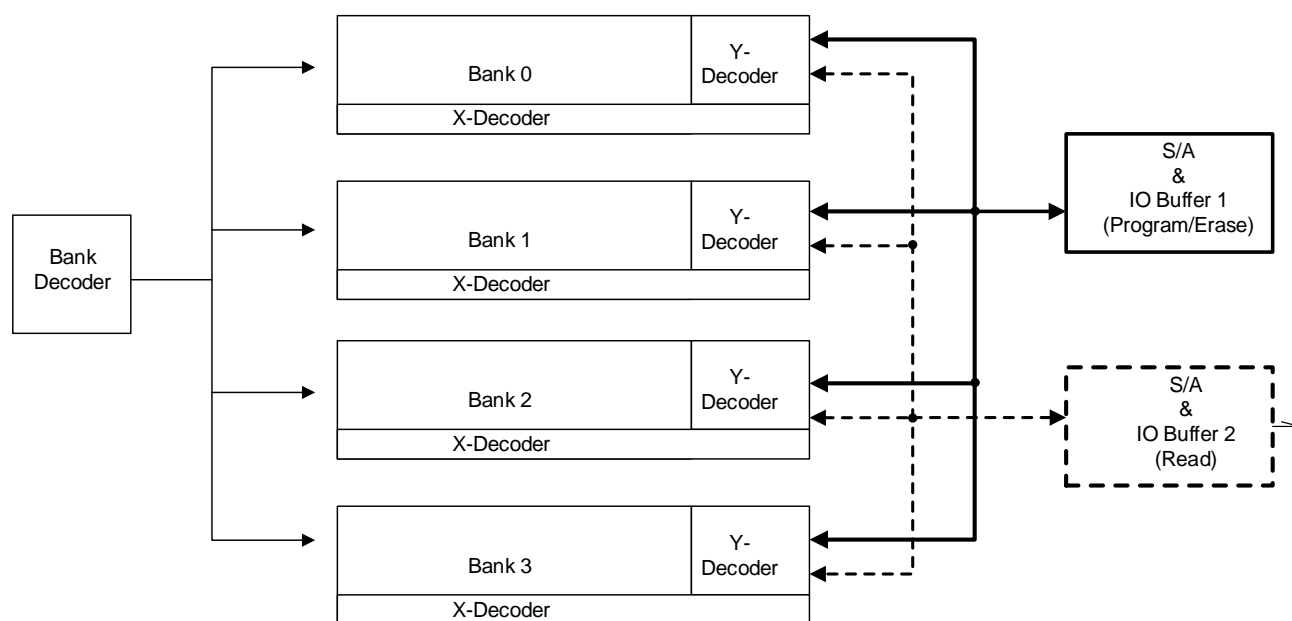 Bank 0
Y-
Decoder
X-Decoder
Bank 1
Y-
Decoder
X-Decoder
Bank
Decoder
Bank 2
Y-
Decoder
X-Decoder
Bank 3
Y-
Decoder
X-Decoder
S/A
&
IO Buffer 1
(Program/Erase)
S/A
&
IO Buffer 2
(Read)